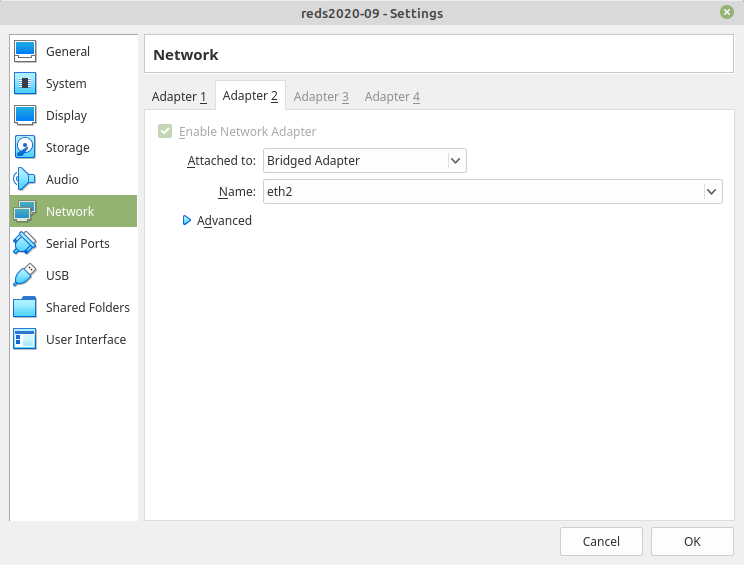 reds2020-09 - Settings
General
System
Display
Storage
Audio
Network
Serial Ports
USB
Shared Folders
User Interface
Network
Adapter 1 Adapter 2 Adapter 3 Adapter 4
Enable Network Adapter
Attached to: Bridged Adapter
Name: eth2
Advanced
Cancel OK